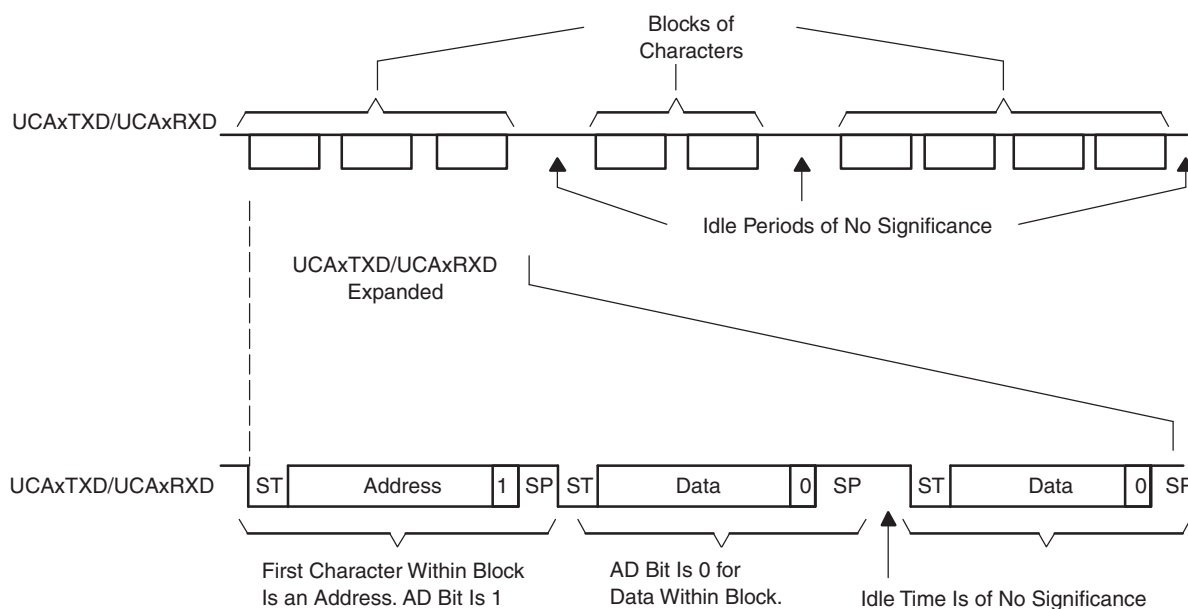 Blocks of
Characters
UCAxTXD/UCAxRXD
Idle Periods of No Significance
UCAxTXD/UCAxRXD
Expanded
UCAxTXD/UCAxRXD
ST Address 1 SP ST Data 0 SP ST Data 0 SP
First Character Within Block
Is an Address. AD Bit Is 1
AD Bit Is 0 for
Data Within Block.
Idle Time Is of No Significance